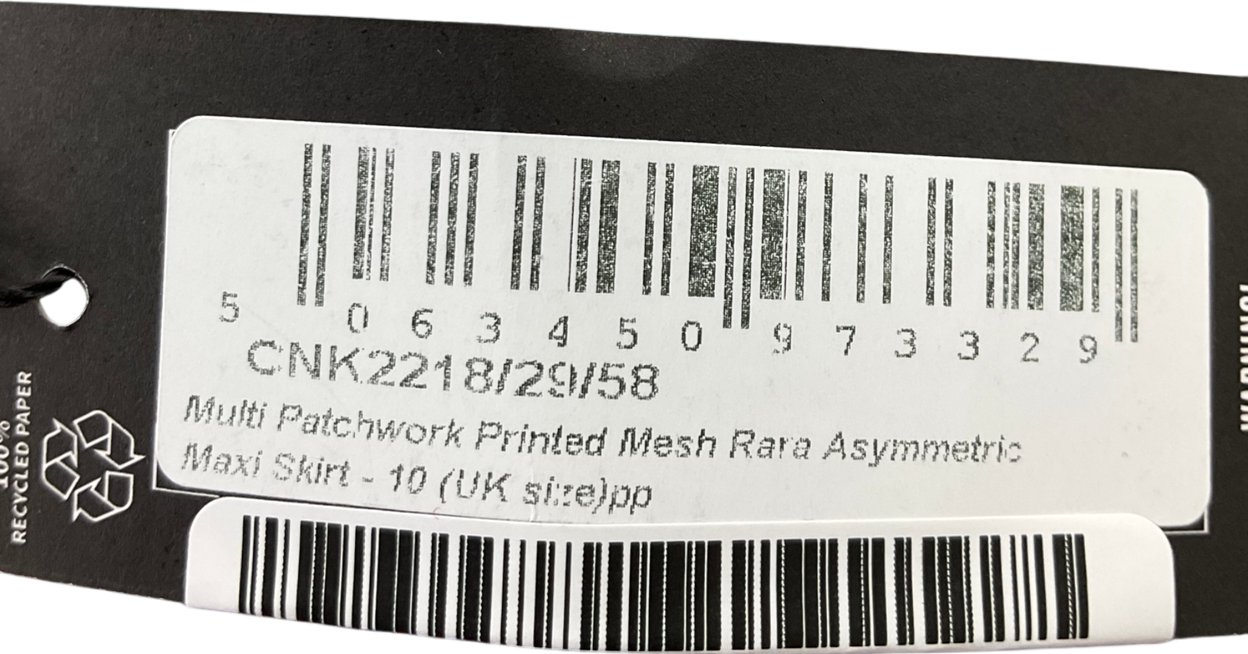 5 063450 973329
CNK2218/29/58
Multi Patchwork Printed Mesh Rara Asymmetric
Maxi Skirt - 10 (UK size)pp
100%
RECYCLED PAPER
WARNING!